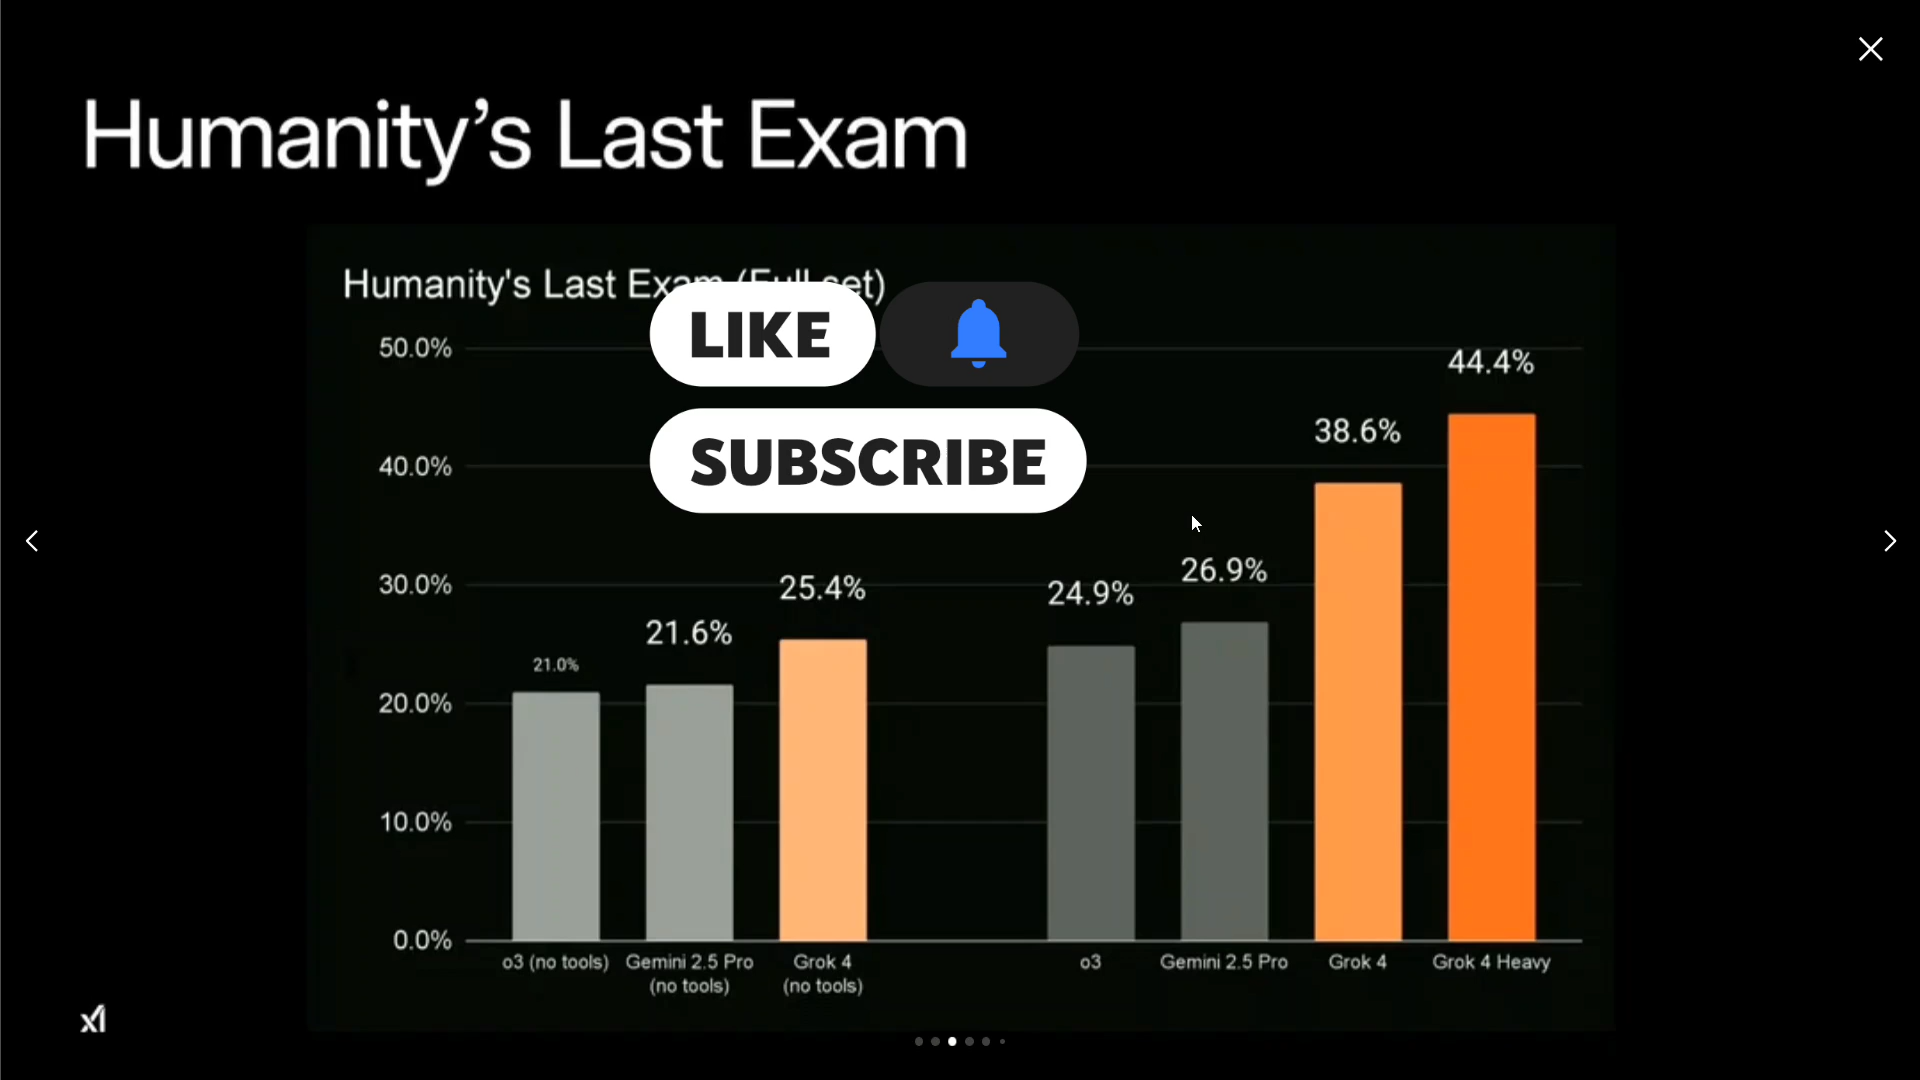 Humanity’s Last Exam
Humanity's Last Exam (Full set)
LIKE
SUBSCRIBE
50.0%
40.0%
30.0%
20.0%
10.0%
0.0%
21.0%
21.6%
25.4%
24.9%
26.9%
38.6%
44.4%
o3 (no tools)
Gemini 2.5 Pro
(no tools)
Grok 4
(no tools)
o3
Gemini 2.5 Pro
Grok 4
Grok 4 Heavy
xI